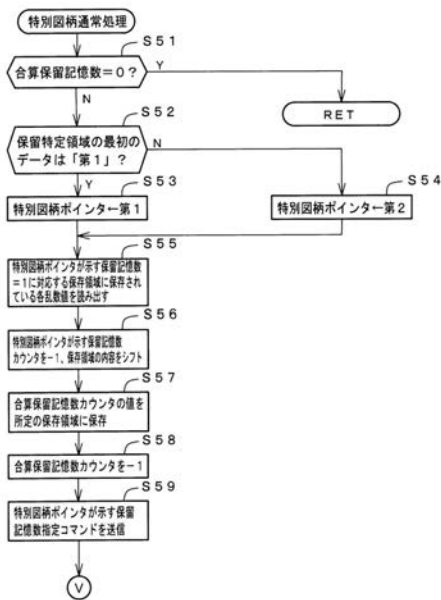 特別図柄通常処理
S51
合算保留記憶数=0?
Y
N
RET
S52
保留特定領域の最初の
データは「第1」?
N
Y
S53
特別図柄ポインタ←第1
S54
特別図柄ポインタ←第2
S55
特別図柄ポインタが示す保留記憶数
=1に対応する保存領域に保存され
ている各乱数値を読み出す
S56
特別図柄ポインタが示す保留記憶数
カウンタを-1、保存領域の内容をシフト
S57
合算保留記憶数カウンタの値を
所定の保存領域に保存
S58
合算保留記憶数カウンタを-1
S59
特別図柄ポインタが示す保留
記憶数指定コマンドを送信
V